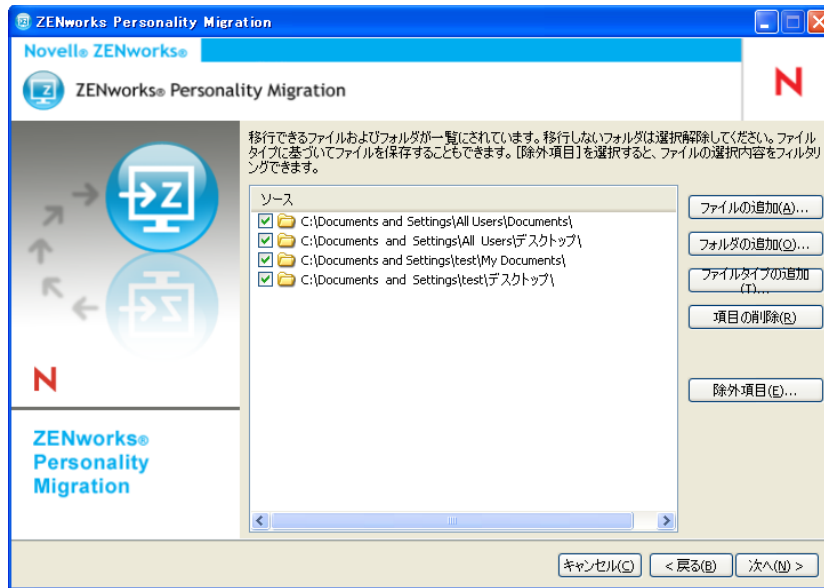 ZENworks Personality Migration
Novell® ZENworks®
ZENworks® Personality Migration
N
移行できるファイルおよびフォルダが一覧にされています。移行しないフォルダは選択解除してください。ファイル
タイプに基づいてファイルを保存することもできます。[除外項目]を選択すると、ファイルの選択内容をフィルタリ
ングできます。
ソース
C:\Documents and Settings\All Users\Documents\
C:\Documents and Settings\All Users\デスクトップ\
C:\Documents and Settings\test\My Documents\
C:\Documents and Settings\test\デスクトップ\
ファイルの追加(A)...
フォルダの追加(O)...
ファイルタイプの追加
(T)...
項目の削除(R)
除外項目(E)...
Z
N
ZENworks®
Personality
Migration
キャンセル(C)
< 戻る(B)
次へ(N) >